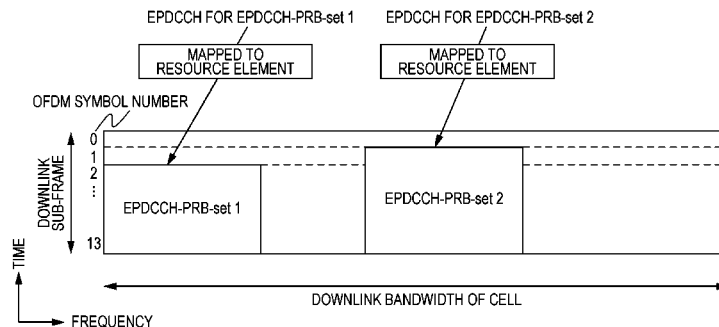 EPDCCH FOR EPDCCH-PRB-set 1
EPDCCH FOR EPDCCH-PRB-set 2
MAPPED TO
RESOURCE ELEMENT
MAPPED TO
RESOURCE ELEMENT
OFDM SYMBOL NUMBER
0
1
2
...
13
DOWNLINK
SUB-FRAME
EPDCCH-PRB-set 1
EPDCCH-PRB-set 2
TIME
FREQUENCY
DOWNLINK BANDWIDTH OF CELL